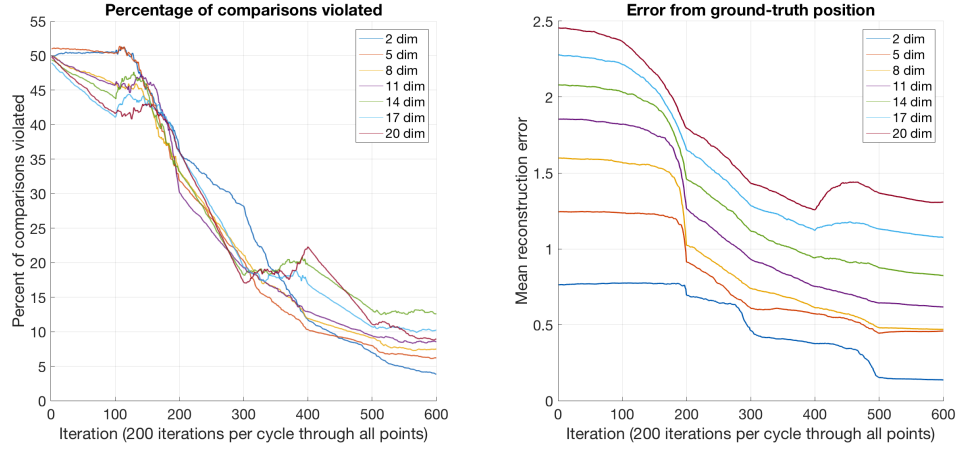 Percentage of comparisons violated
55
50
45
40
35
30
25
20
15
10
5
0
0 100 200 300 400 500 600
Percent of comparisons violated
Iteration (200 iterations per cycle through all points)
2 dim
5 dim
8 dim
11 dim
14 dim
17 dim
20 dim
Error from ground-truth position
2.5
2
1.5
1
0.5
0
0 100 200 300 400 500 600
Mean reconstruction error
Iteration (200 iterations per cycle through all points)
2 dim
5 dim
8 dim
11 dim
14 dim
17 dim
20 dim